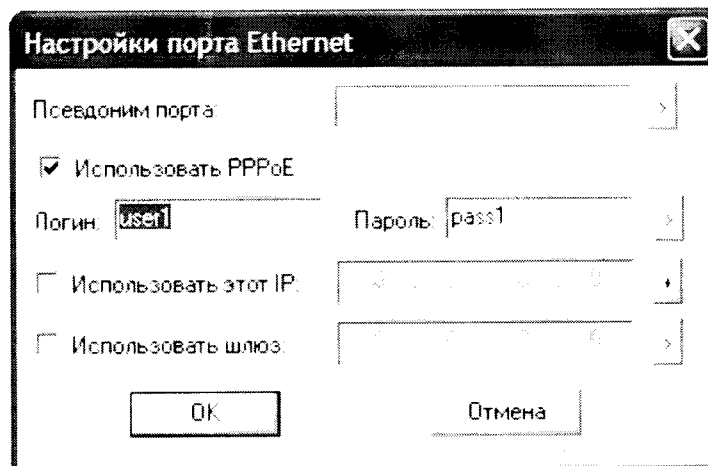 Настройки порта Ethernet
Псевдоним порта:
Использовать PPPoE
Логин: user1 Пароль: pass1
Использовать этот IP:
Использовать шлюз:
OK Отмена